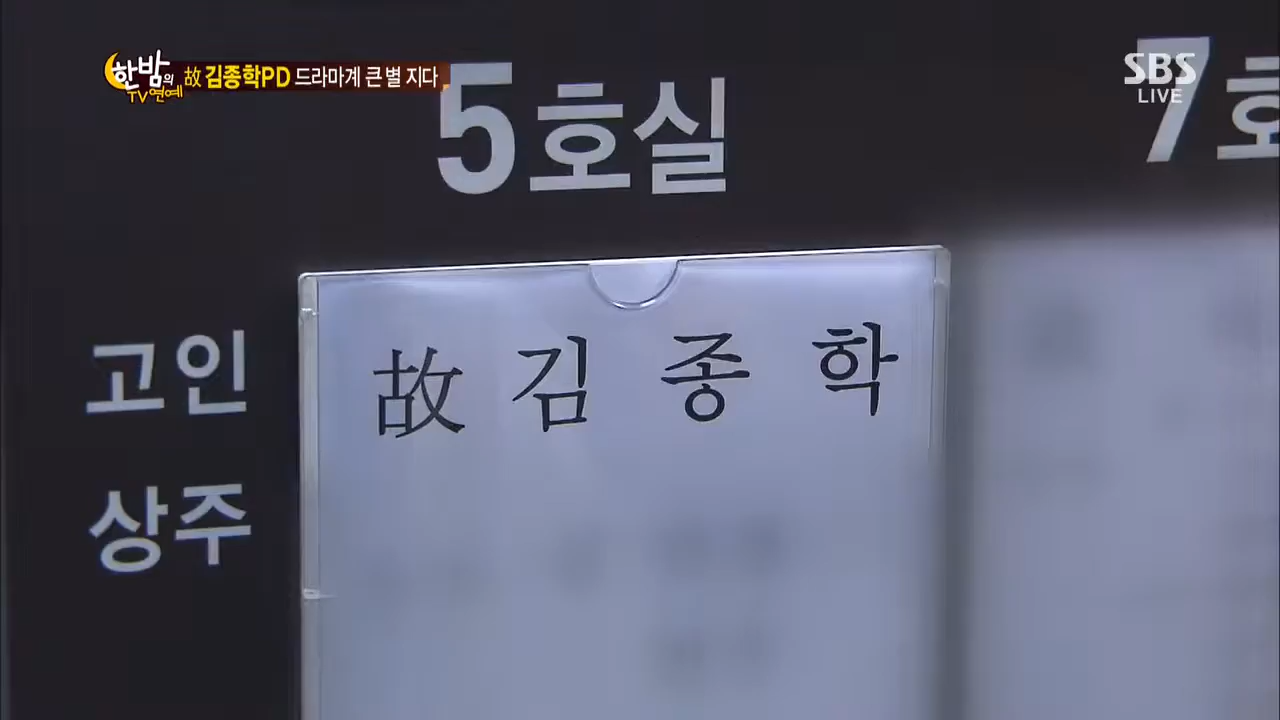 한밤의
TV연예
故 김종학PD 드라마계 큰 별 지다
SBS
LIVE
5호실
7호
고인
故 김 종 학
상주